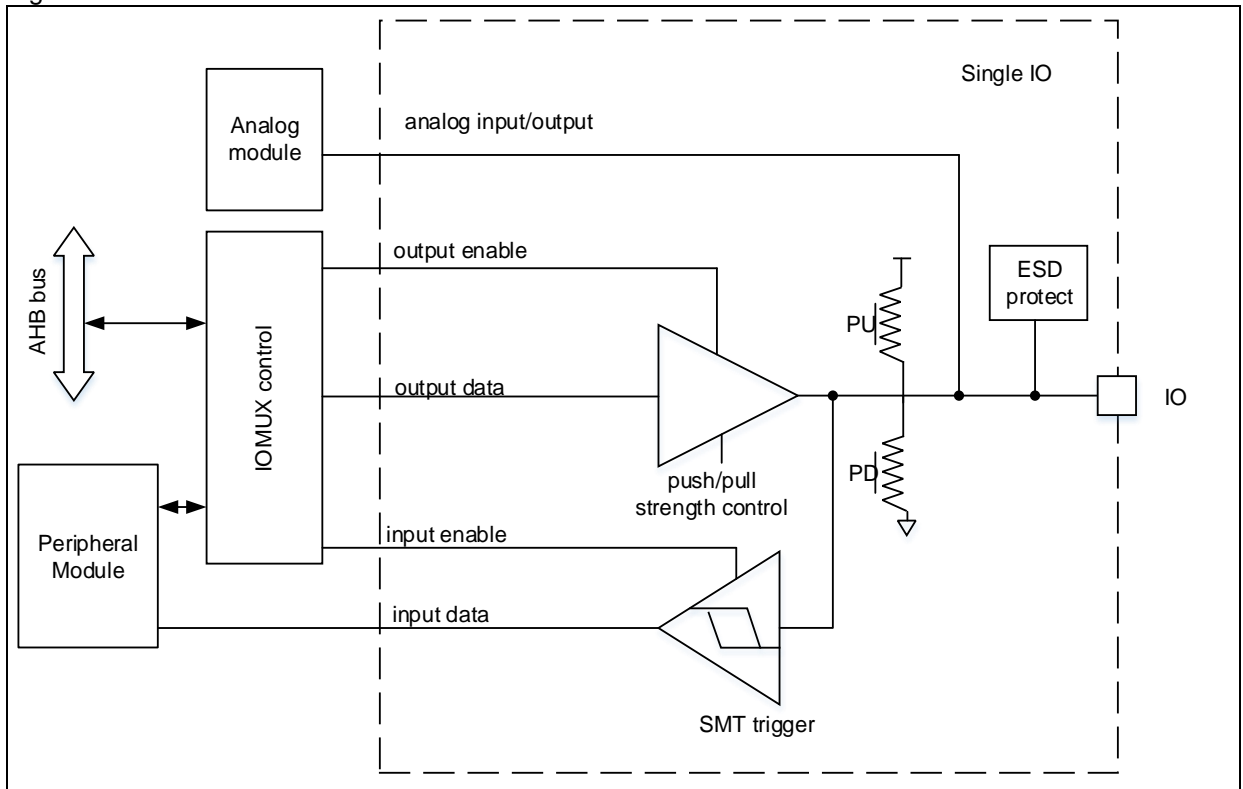 Single IO
Analog
module
analog input/output
output enable
ESD
protect
AHB bus
PU
IOMUX control
output data
IO
push/pull
strength control
PD
Peripheral
Module
input enable
input data
SMT trigger